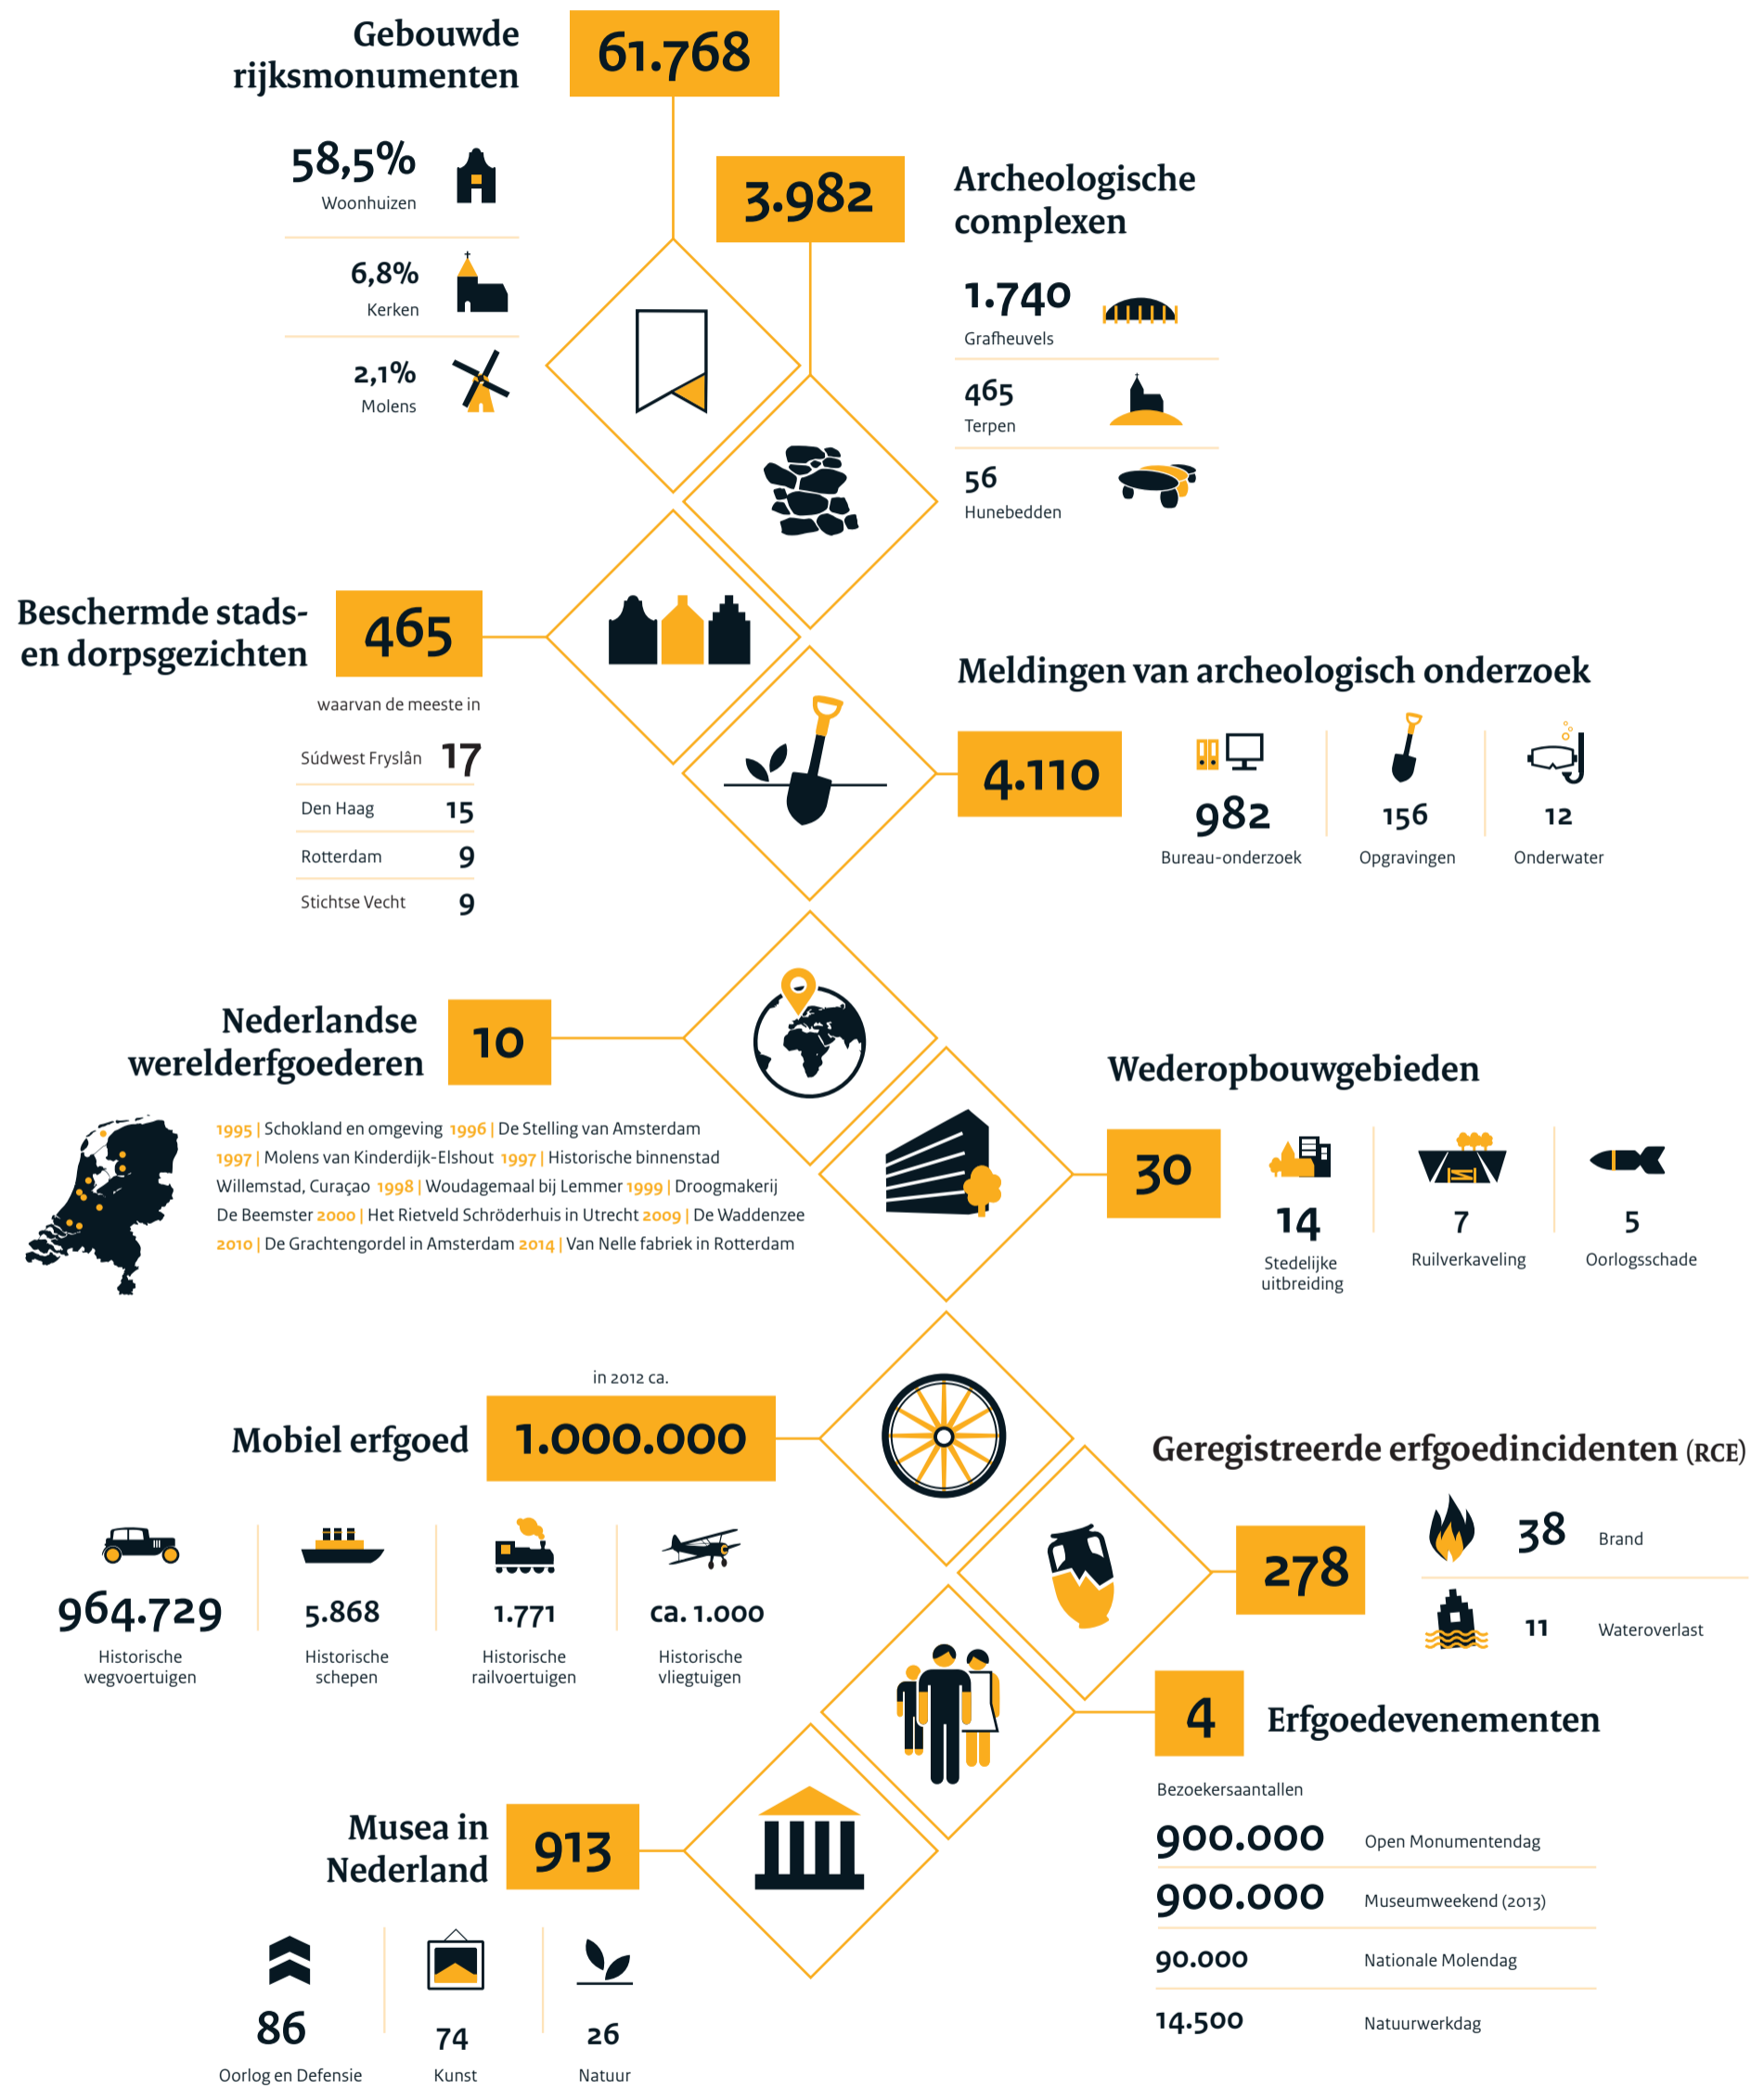 Gebouwde
rijksmonumenten
61.768
58,5%
Woonhuizen
6,8%
Kerken
2,1%
Molens
3.982
Archeologische
complexen
1.740
Grafheuvels
465
Terpen
56
Hunebedden
Beschermde stads-
en dorpsgezichten
465
waarvan de meeste in
Súdwest Fryslân 17
Den Haag 15
Rotterdam 9
Stichtse Vecht 9
Meldingen van archeologisch onderzoek
4.110
982
Bureau-onderzoek
156
Opgravingen
12
Onderwater
Nederlandse
werelderfgoederen
10
1995 | Schokland en omgeving 1996 | De Stelling van Amsterdam
1997 | Molens van Kinderdijk-Elshout 1997 | Historische binnenstad
Willemstad, Curaçao 1998 | Woudagemaal bij Lemmer 1999 | Droogmakerij
De Beemster 2000 | Het Rietveld Schröderhuis in Utrecht 2009 | De Waddenzee
2010 | De Grachtengordel in Amsterdam 2014 | Van Nelle fabriek in Rotterdam
Wederopbouwgebieden
30
14
Stedelijke
uitbreiding
7
Ruilverkaveling
5
Oorlogsschade
in 2012 ca.
Mobiel erfgoed
1.000.000
964.729
Historische
wegvoertuigen
5.868
Historische
schepen
1.771
Historische
railvoertuigen
ca. 1.000
Historische
vliegtuigen
Geregistreerde erfgoedincidenten (RCE)
278
38 Brand
11 Wateroverlast
4
Erfgoedevenementen
Bezoekersaantallen
900.000 Open Monumentendag
900.000 Museumweekend (2013)
90.000 Nationale Molendag
14.500 Natuurwerkdag
Musea in
Nederland
913
86
Oorlog en Defensie
74
Kunst
26
Natuur